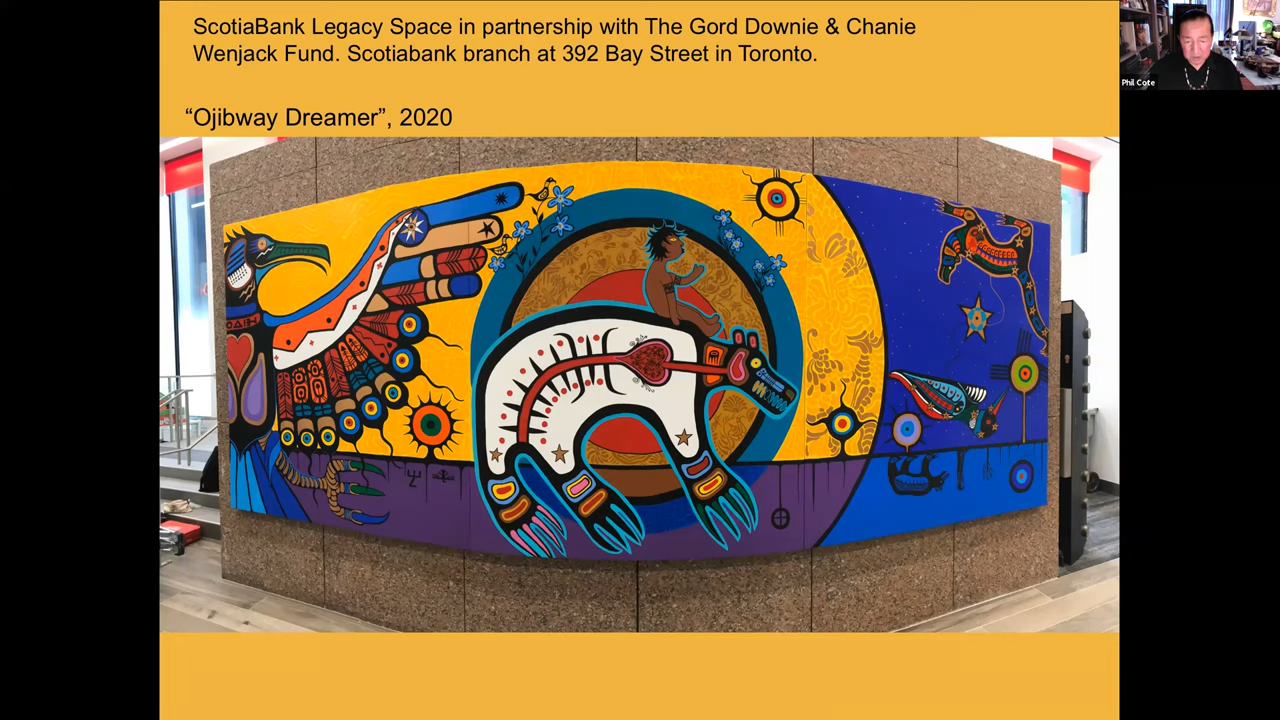 ScotiaBank Legacy Space in partnership with The Gord Downie & Chanie
Wenjack Fund. Scotiabank branch at 392 Bay Street in Toronto.
“Ojibway Dreamer”, 2020
Phil Cote